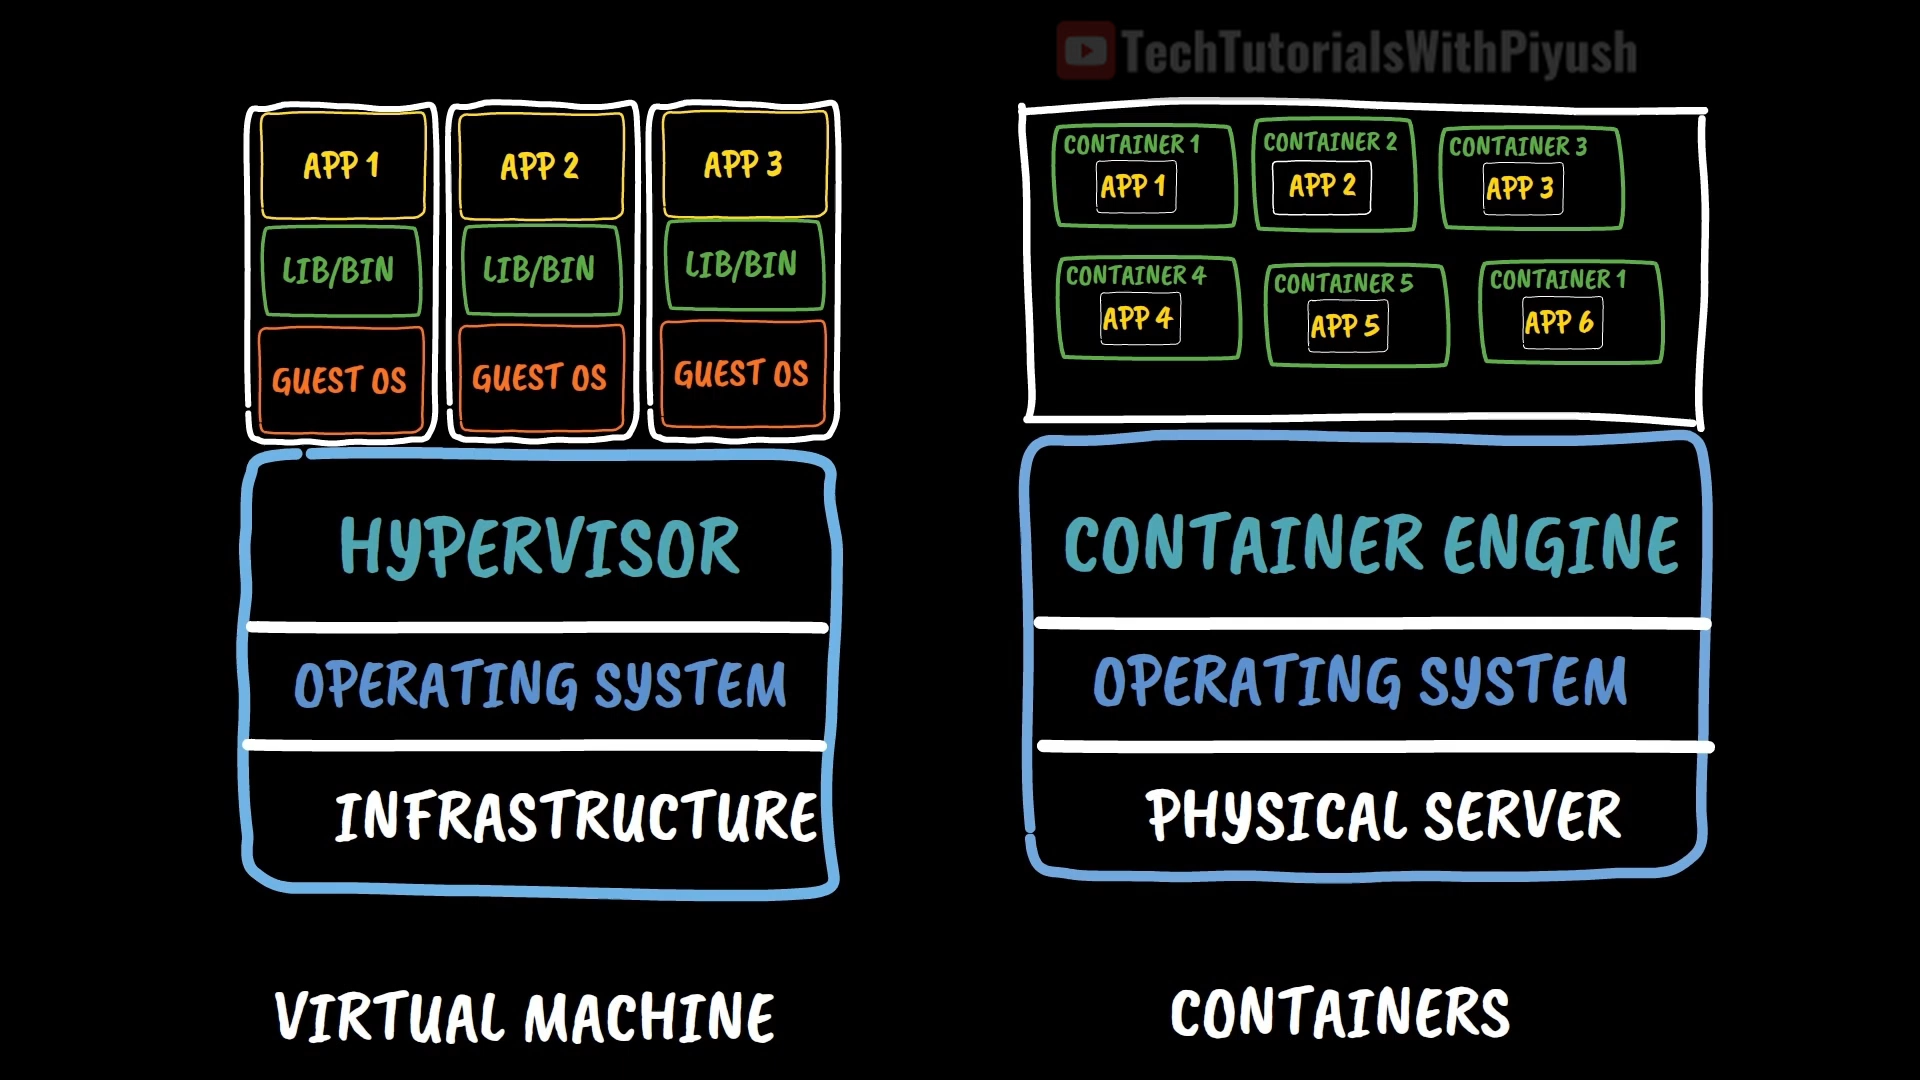 TechTutorialsWithPiyush
APP 1
APP 2
APP 3
LIB/BIN
LIB/BIN
LIB/BIN
GUEST OS
GUEST OS
GUEST OS
HYPERVISOR
OPERATING SYSTEM
INFRASTRUCTURE
VIRTUAL MACHINE
CONTAINER 1
APP 1
CONTAINER 2
APP 2
CONTAINER 3
APP 3
CONTAINER 4
APP 4
CONTAINER 5
APP 5
CONTAINER 1
APP 6
CONTAINER ENGINE
OPERATING SYSTEM
PHYSICAL SERVER
CONTAINERS